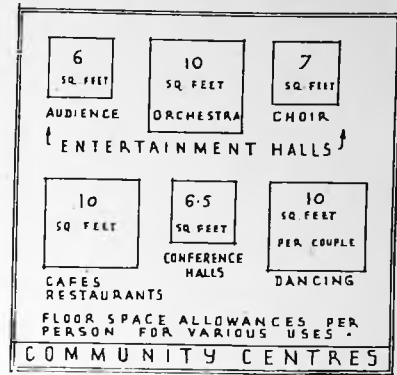 6
SQ. FEET
AUDIENCE
10
SQ FEET
ORCHESTRA
7
SQ. FEET
CHOIR
ENTERTAINMENT HALLS
10
SQ. FEET
CAFES
RESTAURANTS
6.5
SQ FEET
CONFERENCE
HALLS
10
SQ. FEET
PER COUPLE
DANCING
FLOOR SPACE ALLOWANCES PER
PERSON FOR VARIOUS USES.
COMMUNITY CENTRES